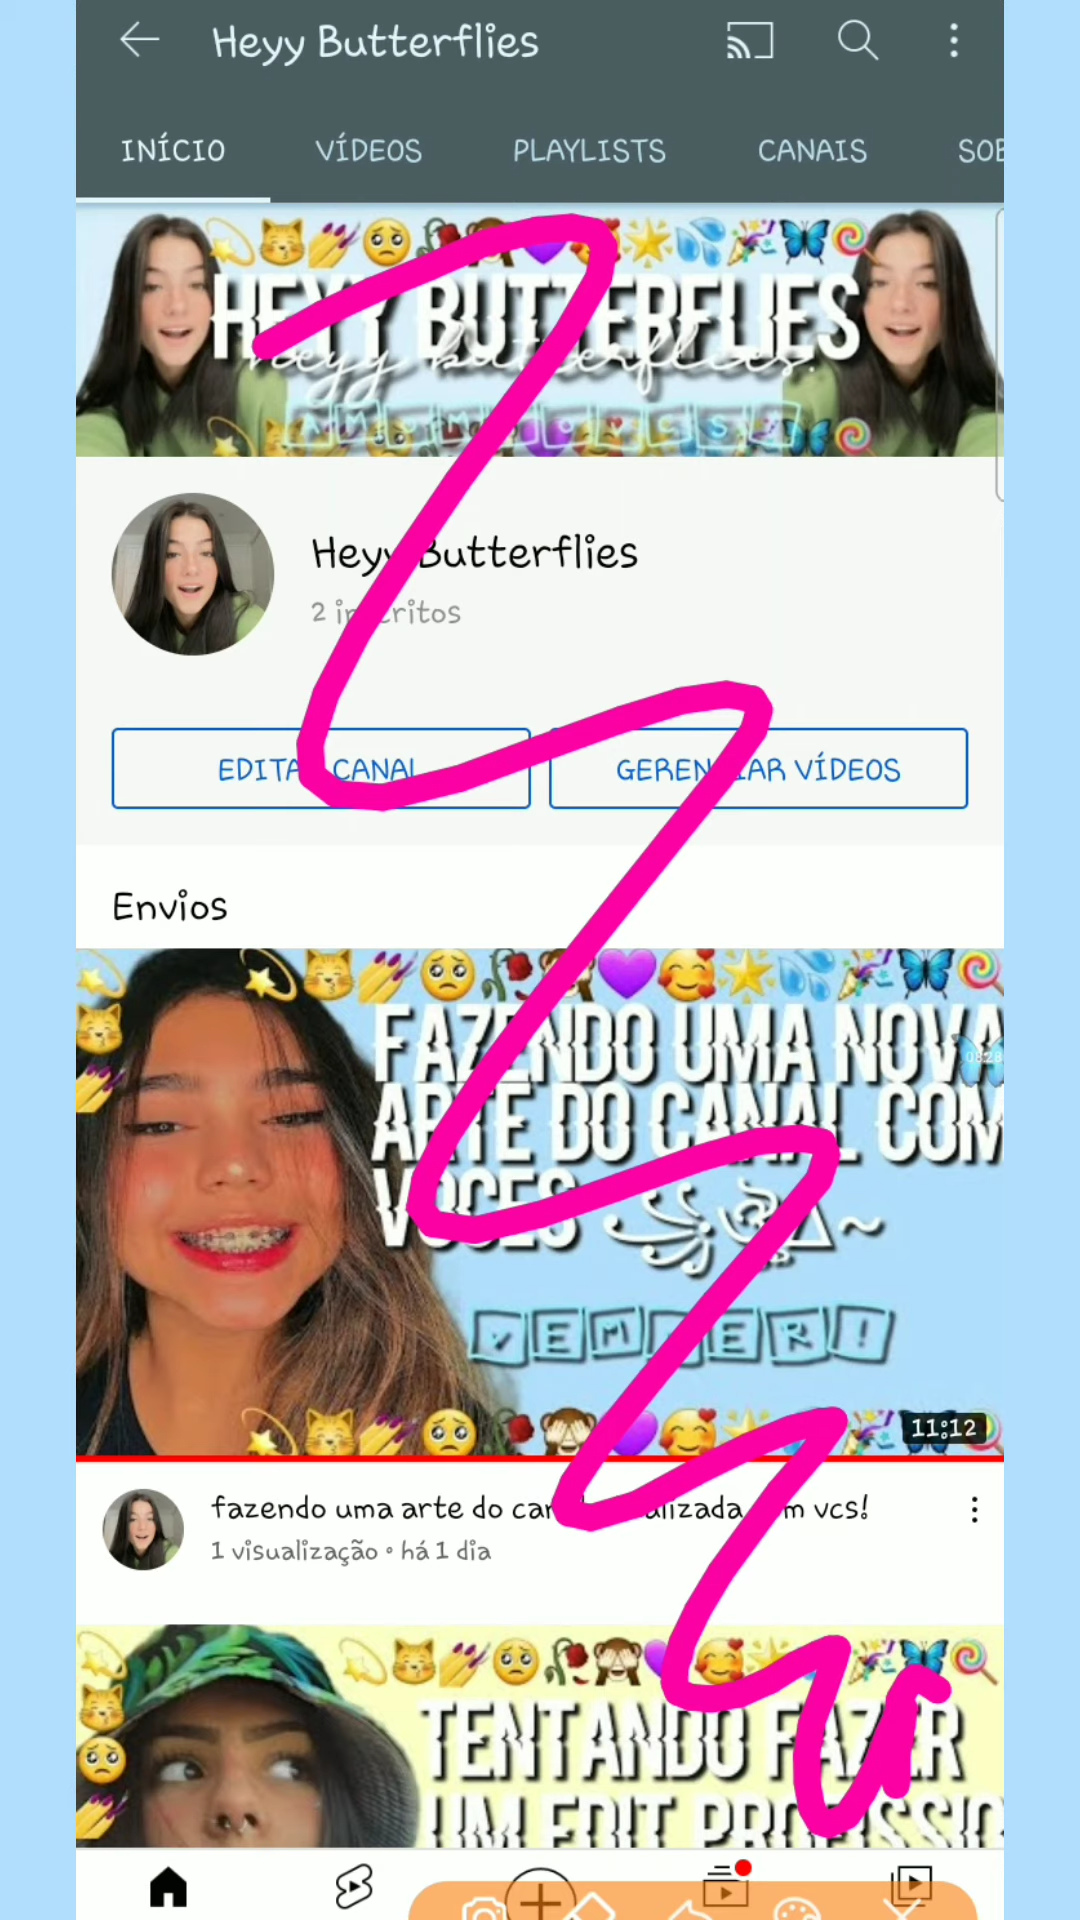 Heyy Butterflies
INÍCIO VÍDEOS PLAYLISTS CANAIS SOB
HEYY BUTTERFLIES
heyy butterflies.
Heyy Butterflies
2 inscritos
EDITAR CANAL GERENCIAR VÍDEOS
Envios
FAZENDO UMA NOVA
ARTE DO CANAL COM
VOCES
VEM VER!
11:12
fazendo uma arte do canal vcs!
1 visualização • há 1 dia
TENTANDO FAZER
UM EDIT PROFISSIO